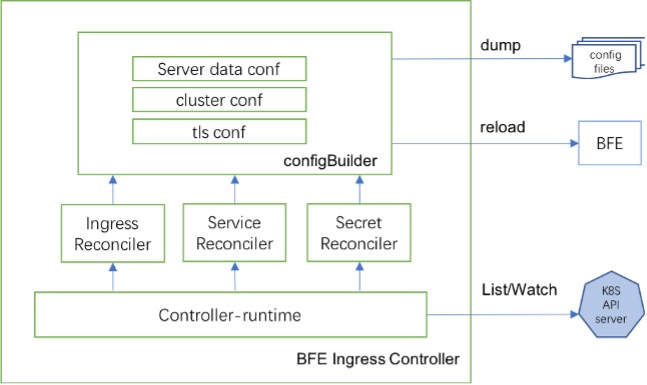 dump
config
files
Server data conf
cluster conf
tls conf
reload
BFE
configBuilder
Ingress
Reconciler
Service
Reconciler
Secret
Reconciler
List/Watch
K8S
API
server
Controller-runtime
BFE Ingress Controller